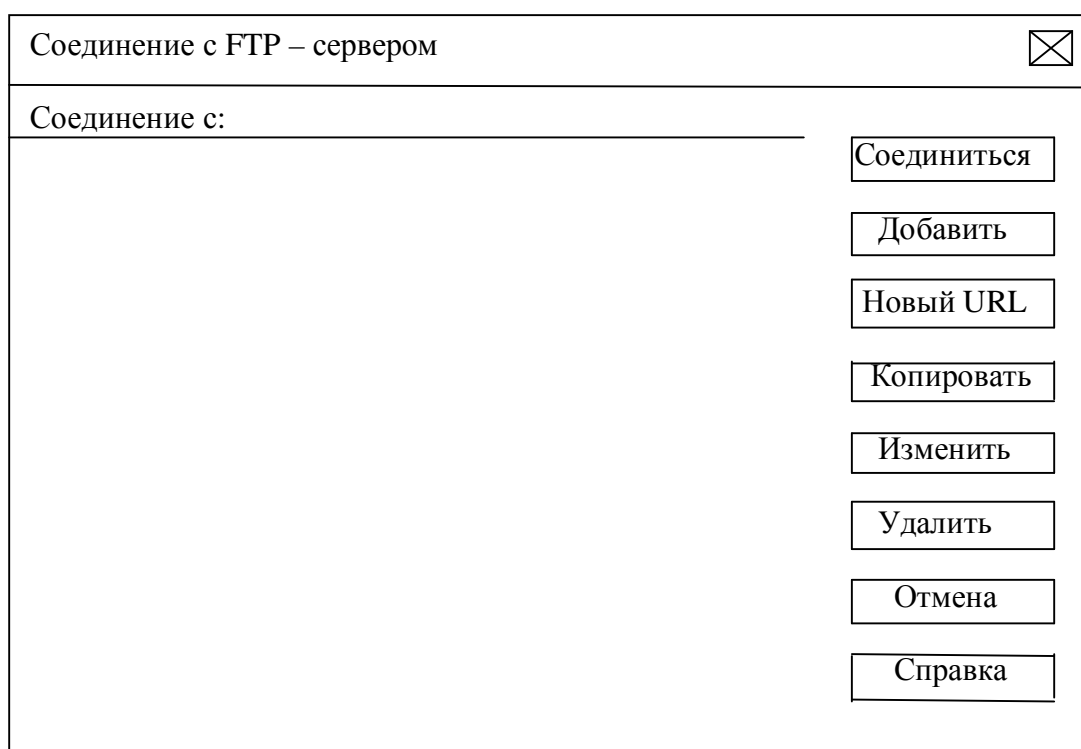 Соединение с FTP – сервером
Соединение с:
Соединиться
Добавить
Новый URL
Копировать
Изменить
Удалить
Отмена
Справка